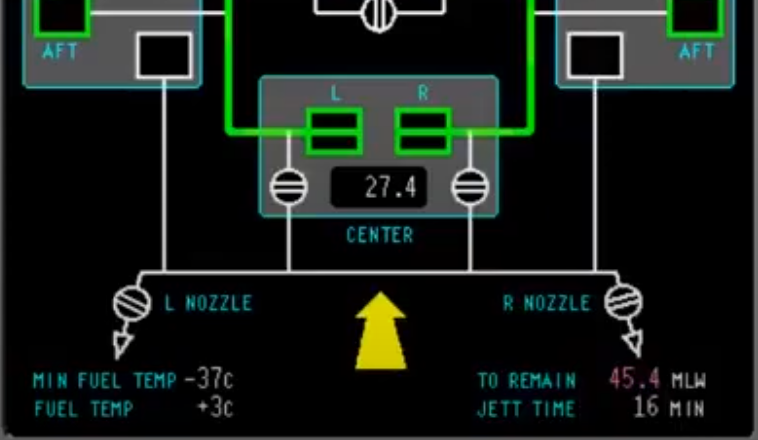 AFT
AFT
L R
27.4
CENTER
L NOZZLE
R NOZZLE
MIN FUEL TEMP -37c
TO REMAIN 45.4 MLW
FUEL TEMP +3c
JETT TIME 16 MIN